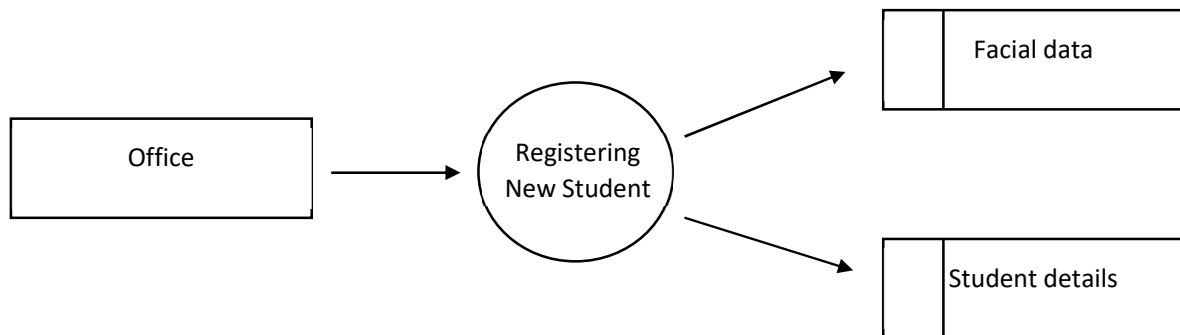 Facial data
Office
Registering
New Student
Student details